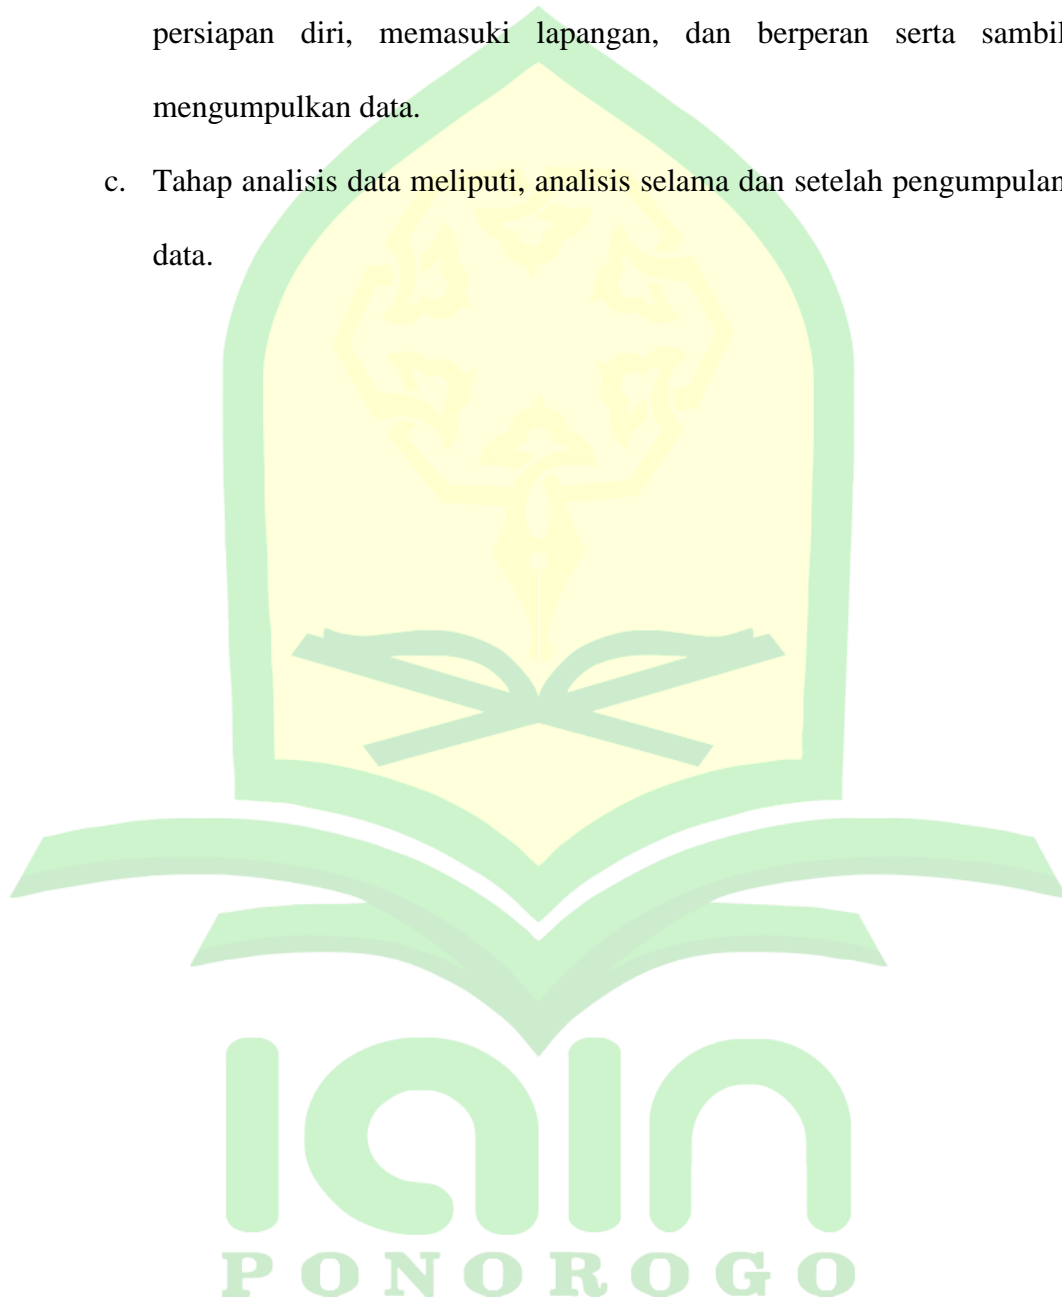 persiapan diri, memasuki lapangan, dan berperan serta sambil
mengumpulkan data.
c. Tahap analisis data meliputi, analisis selama dan setelah pengumpulan
data.
iain
PONOROGO